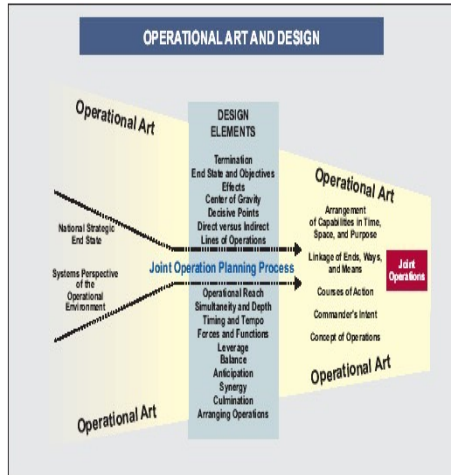 OPERATIONAL ART AND DESIGN
Operational Art
DESIGN
ELEMENTS
Termination
End State and Objectives
Effects
Center of Gravity
Decisive Points
Direct versus Indirect
Lines of Operations
National Strategic
End State
Joint Operation Planning Process
Systems Perspective
of the
Operational
Environment
Operational Reach
Simultaneity and Depth
Timing and Tempo
Forces and Functions
Leverage
Balance
Anticipation
Synergy
Culmination
Arranging Operations
Operational Art
Operational Art
Arrangement
of Capabilities in Time,
Space, and Purpose
Linkage of Ends, Ways,
and Means
Courses of Action
Commander's Intent
Concept of Operations
Joint
Operations
Operational Art